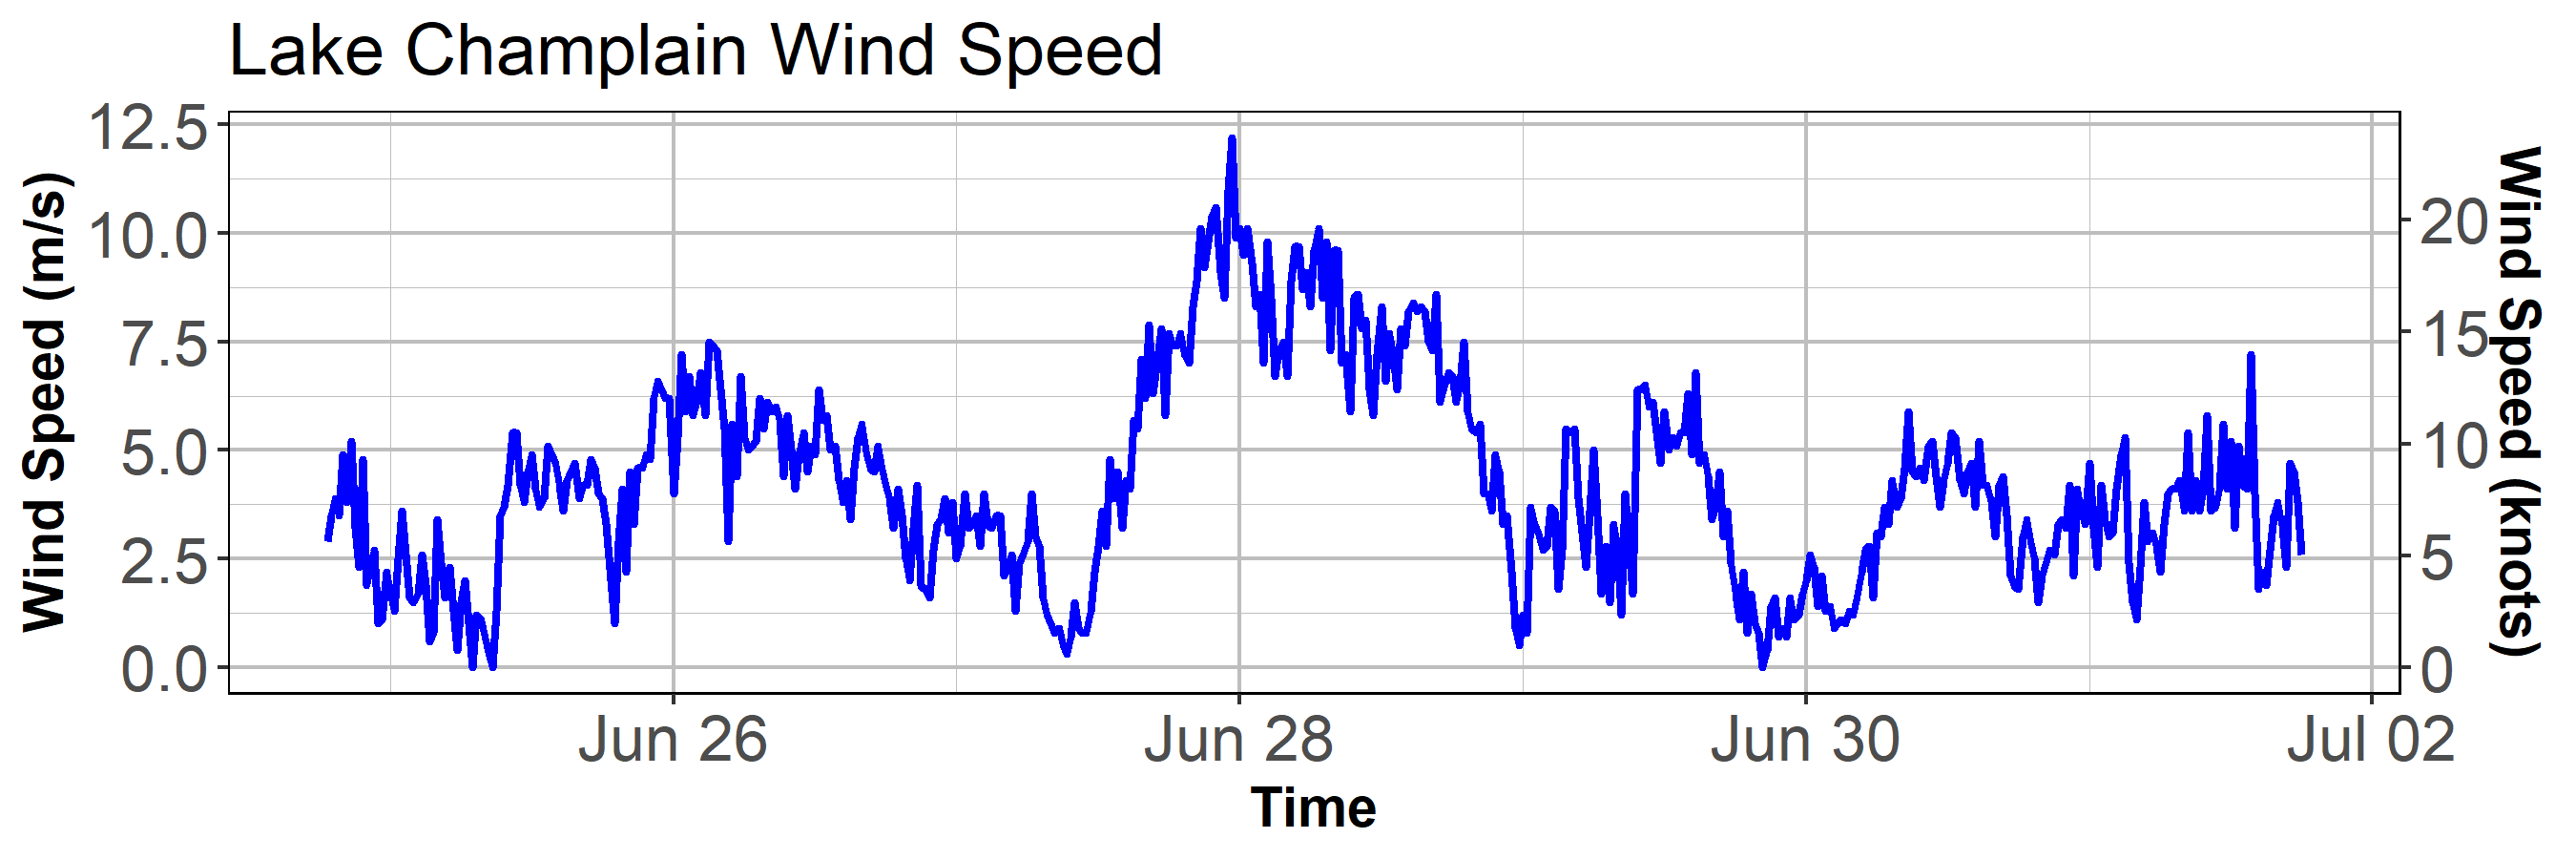 Lake Champlain Wind Speed
Wind Speed (m/s)
12.5
10.0
7.5
5.0
2.5
0.0
20
15
10
5
0
Wind Speed (knots)
Jun 26
Jun 28
Jun 30
Jul 02
Time